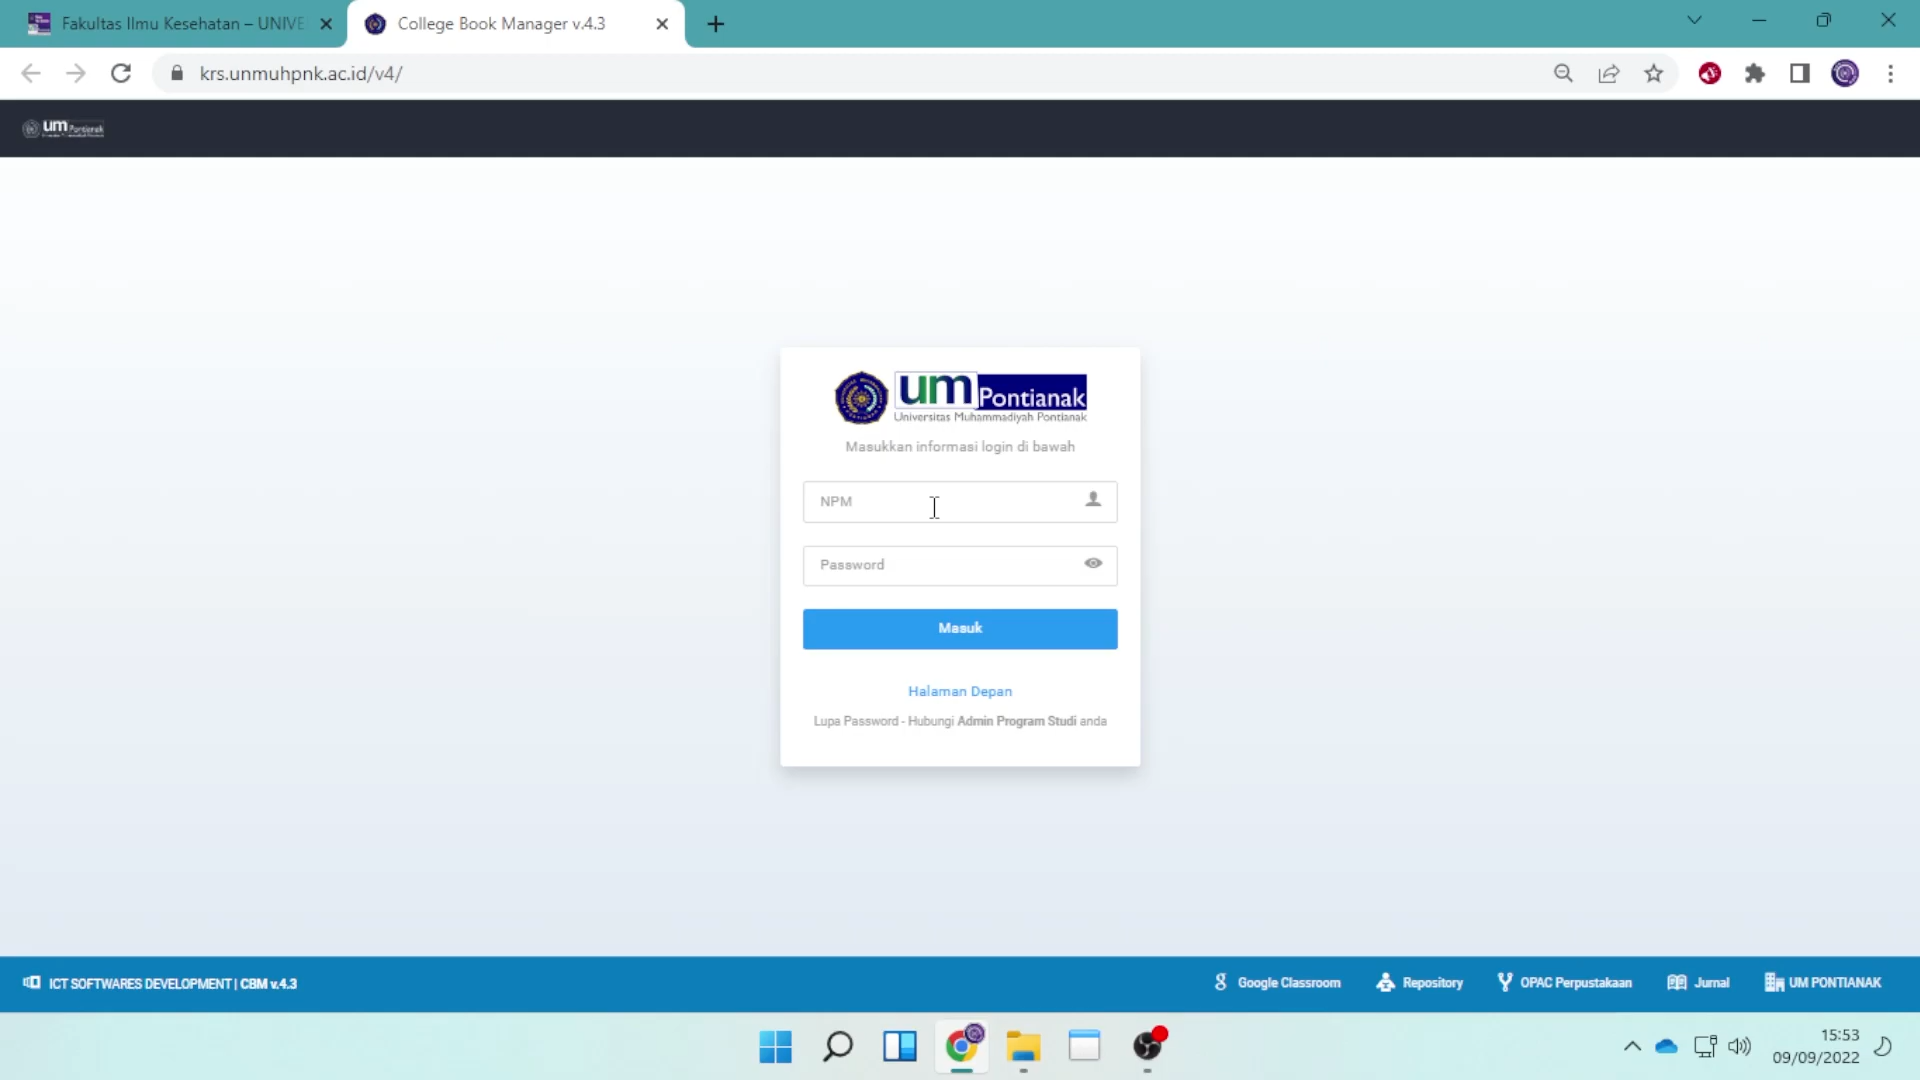 Fakultas Ilmu Kesehatan – UNIVE
College Book Manager v.4.3
krs.unmuhpnk.ac.id/v4/
um Pontianak
um Pontianak
Universitas Muhammadiyah Pontianak
Masukkan informasi login di bawah
NPM
Password
Masuk
Halaman Depan
Lupa Password - Hubungi Admin Program Studi anda
ICT SOFTWARES DEVELOPMENT | CBM v.4.3
Google Classroom
Repository
OPAC Perpustakaan
Jurnal
UM PONTIANAK
15:53
09/09/2022